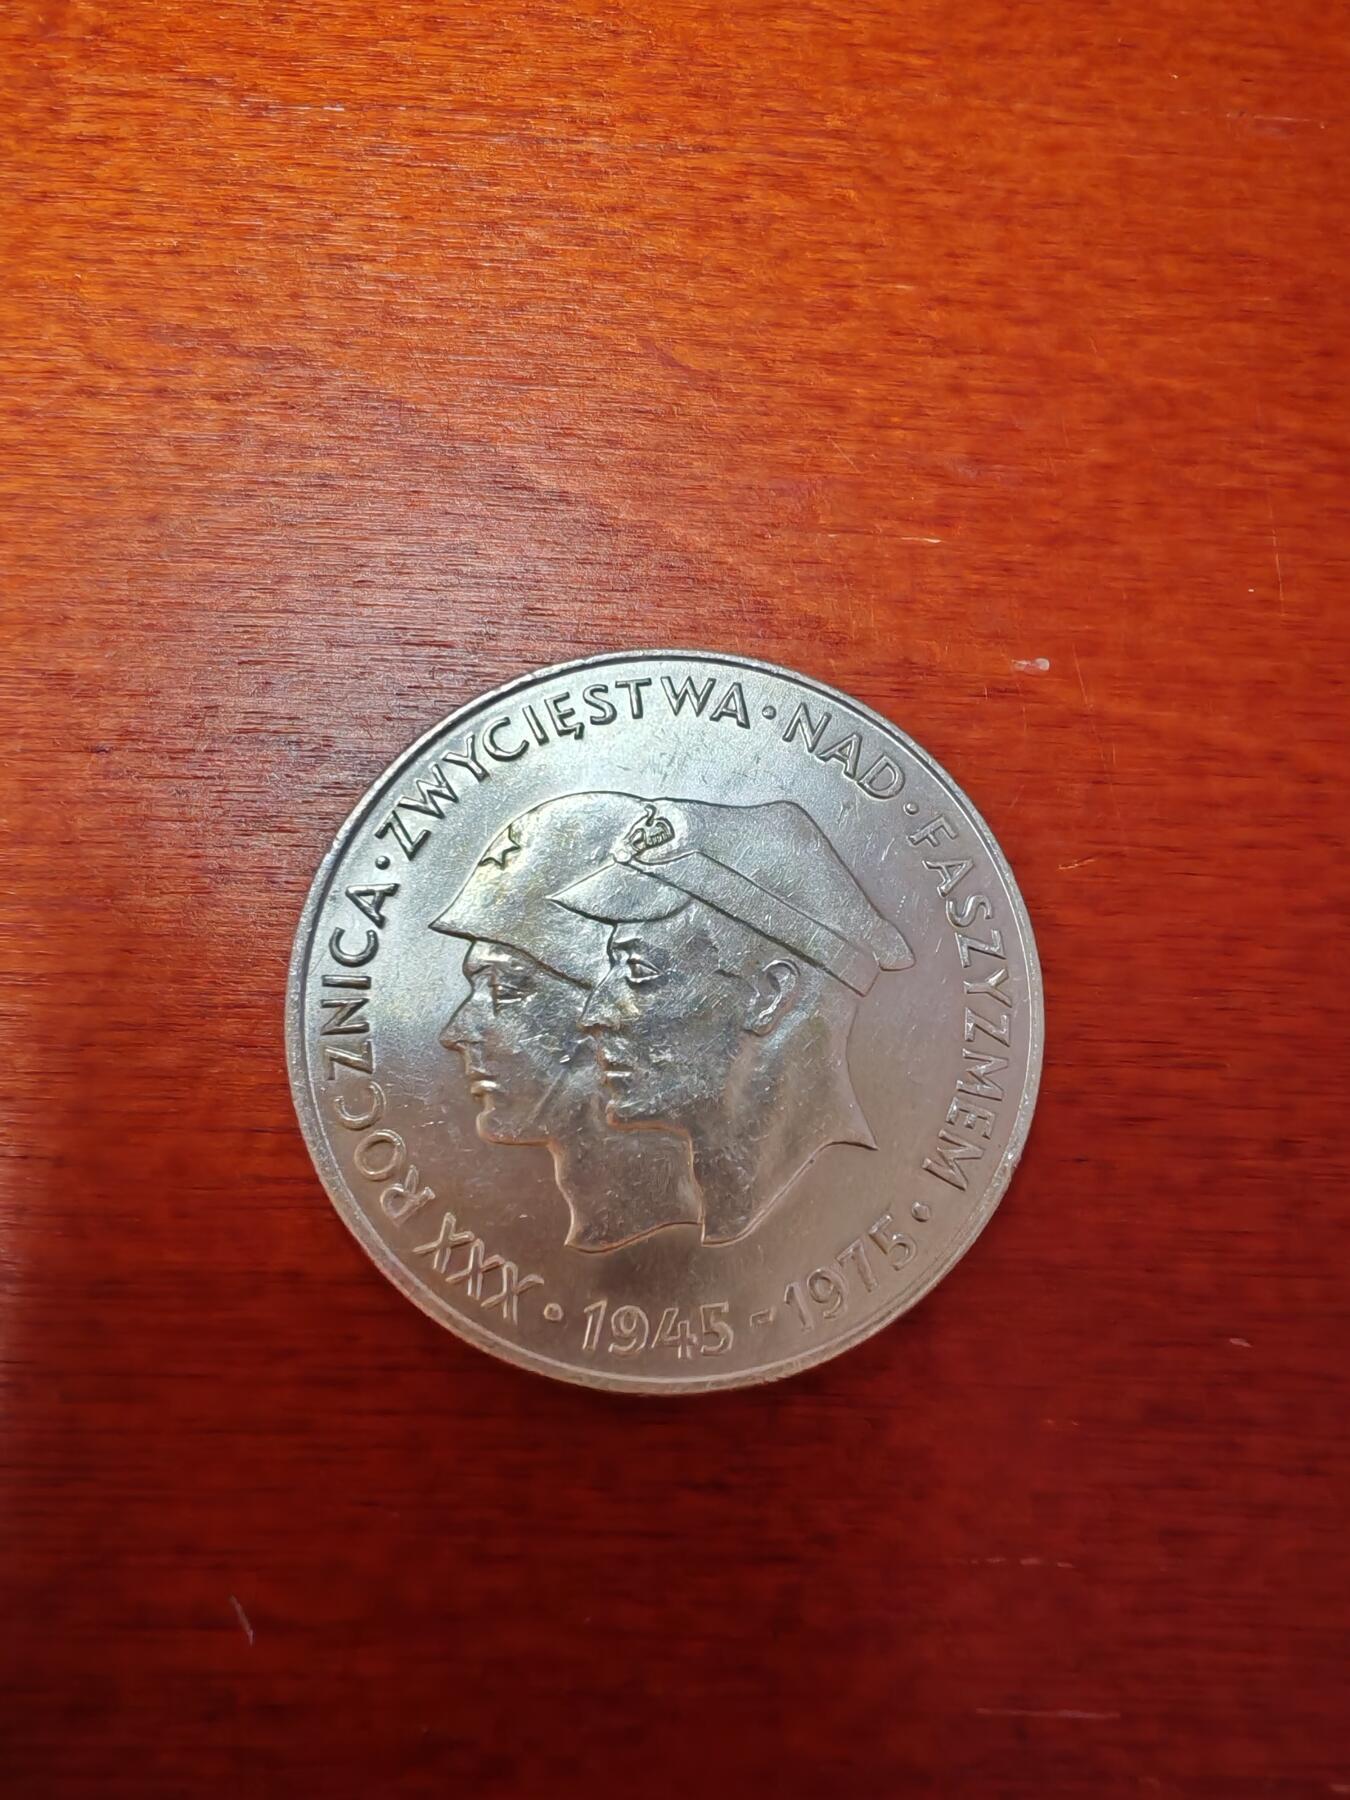 XXX ROCZNICA · ZWYCIĘSTWA · NAD · FASZYZMEM ·
1945-1975